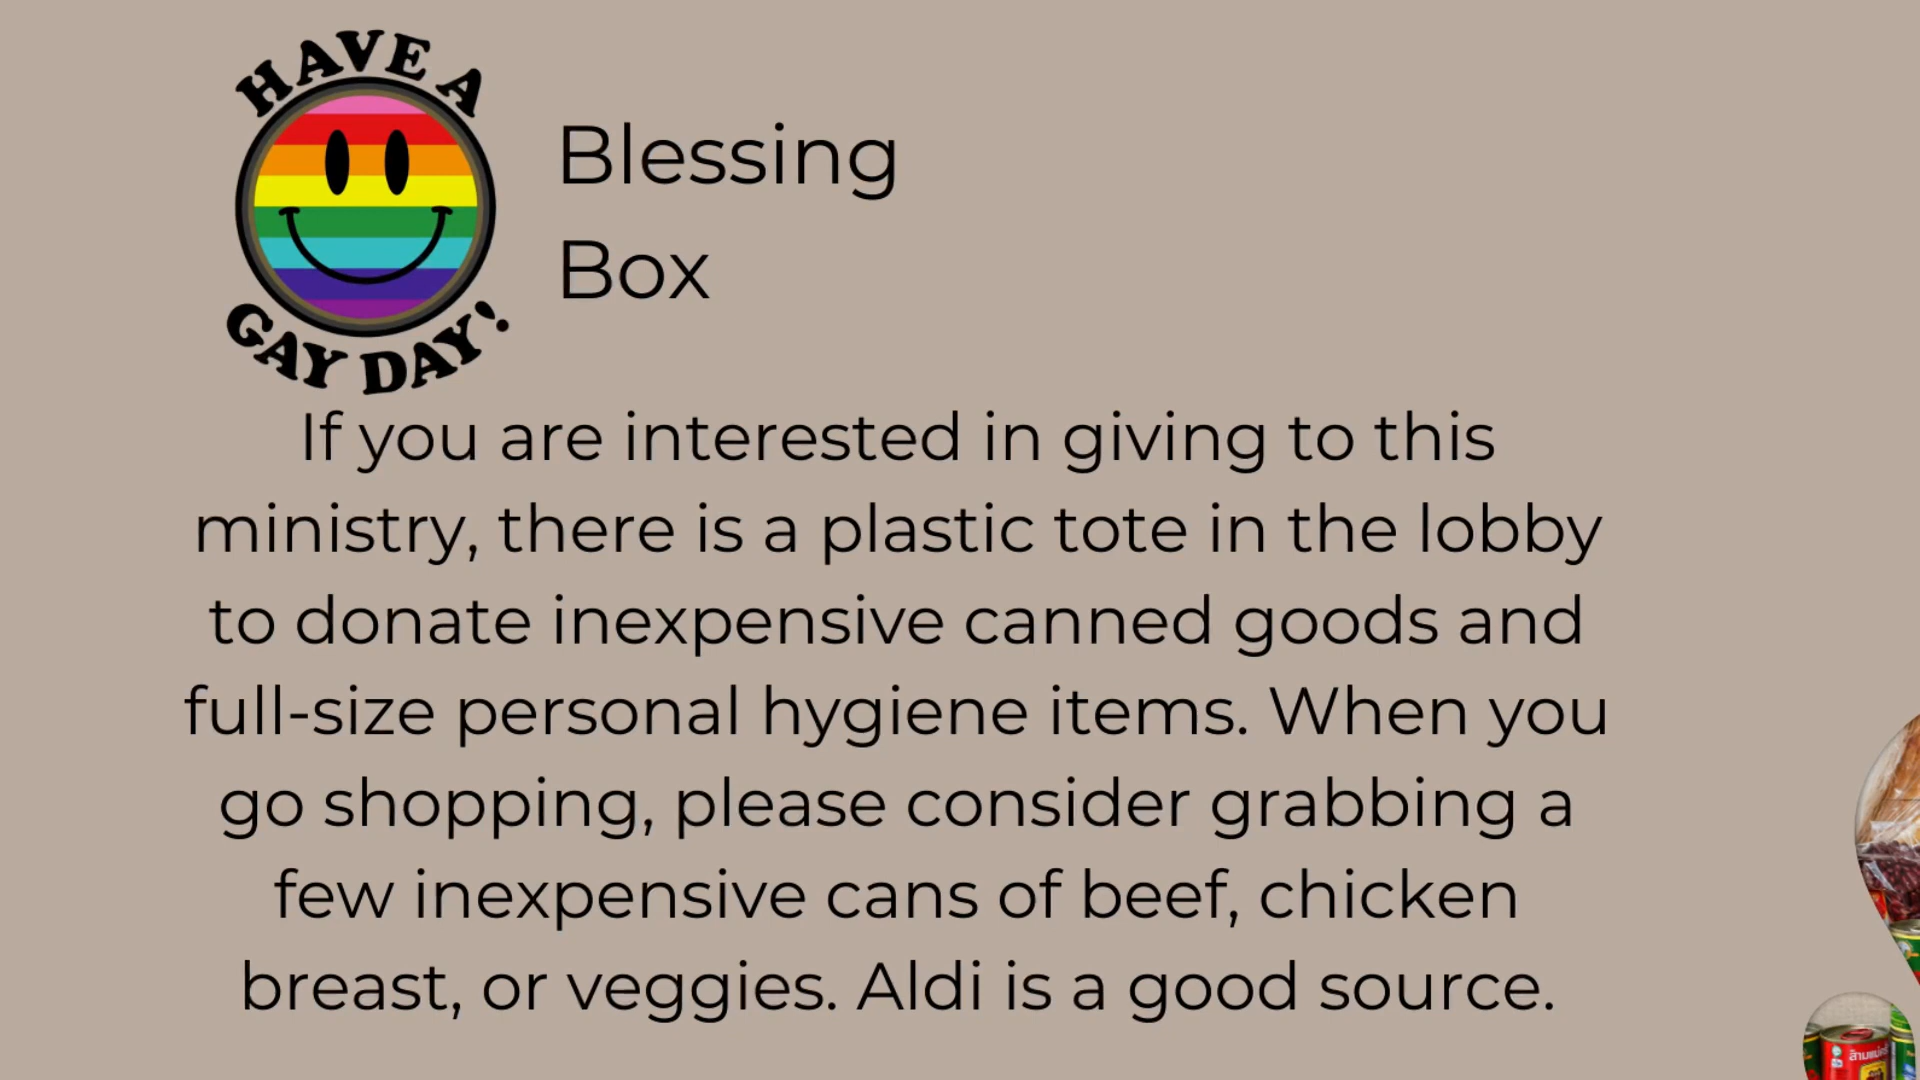 HAVE A
GAY DAY!
Blessing
Box
If you are interested in giving to this
ministry, there is a plastic tote in the lobby
to donate inexpensive canned goods and
full-size personal hygiene items. When you
go shopping, please consider grabbing a
few inexpensive cans of beef, chicken
breast, or veggies. Aldi is a good source.